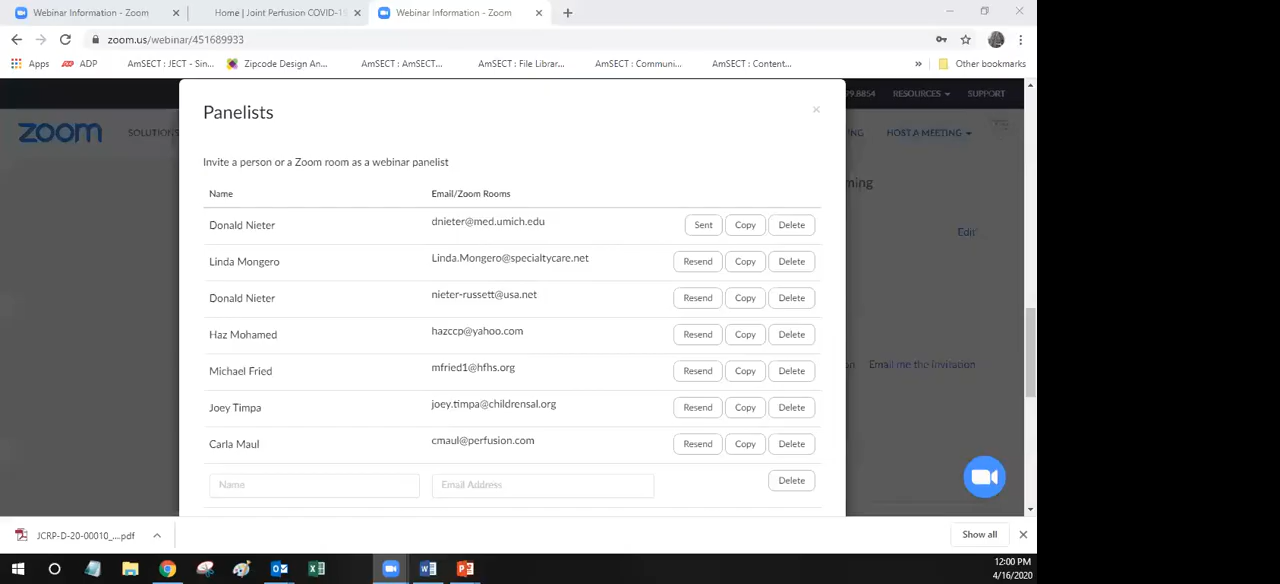 Webinar Information - Zoom
Home | Joint Perfusion COVID-1
Webinar Information - Zoom
zoom.us/webinar/451689933
Apps ADP AmSECT : JECT - Sin... Zipcode Design An... AmSECT : AmSECT... AmSECT : File Librar... AmSECT : Communi... AmSECT : Content... » Other bookmarks
79.8854 RESOURCES SUPPORT
zoom SOLUTIONS NG HOST A MEETING
Panelists
ming
Invite a person or a Zoom room as a webinar panelist
Name Email/Zoom Rooms
Donald Nieter dnieter@med.umich.edu Sent Copy Delete
Edit
Linda Mongero Linda.Mongero@specialtycare.net Resend Copy Delete
Donald Nieter nieter-russett@usa.net Resend Copy Delete
Haz Mohamed hazccp@yahoo.com Resend Copy Delete
Michael Fried mfried1@hfhs.org Resend Copy Delete
on Email me the invitation
Joey Timpa joey.timpa@childrensal.org Resend Copy Delete
Carla Maul cmaul@perfusion.com Resend Copy Delete
Name Email Address Delete
JCRP-D-20-00010_....pdf Show all
12:00 PM
4/16/2020